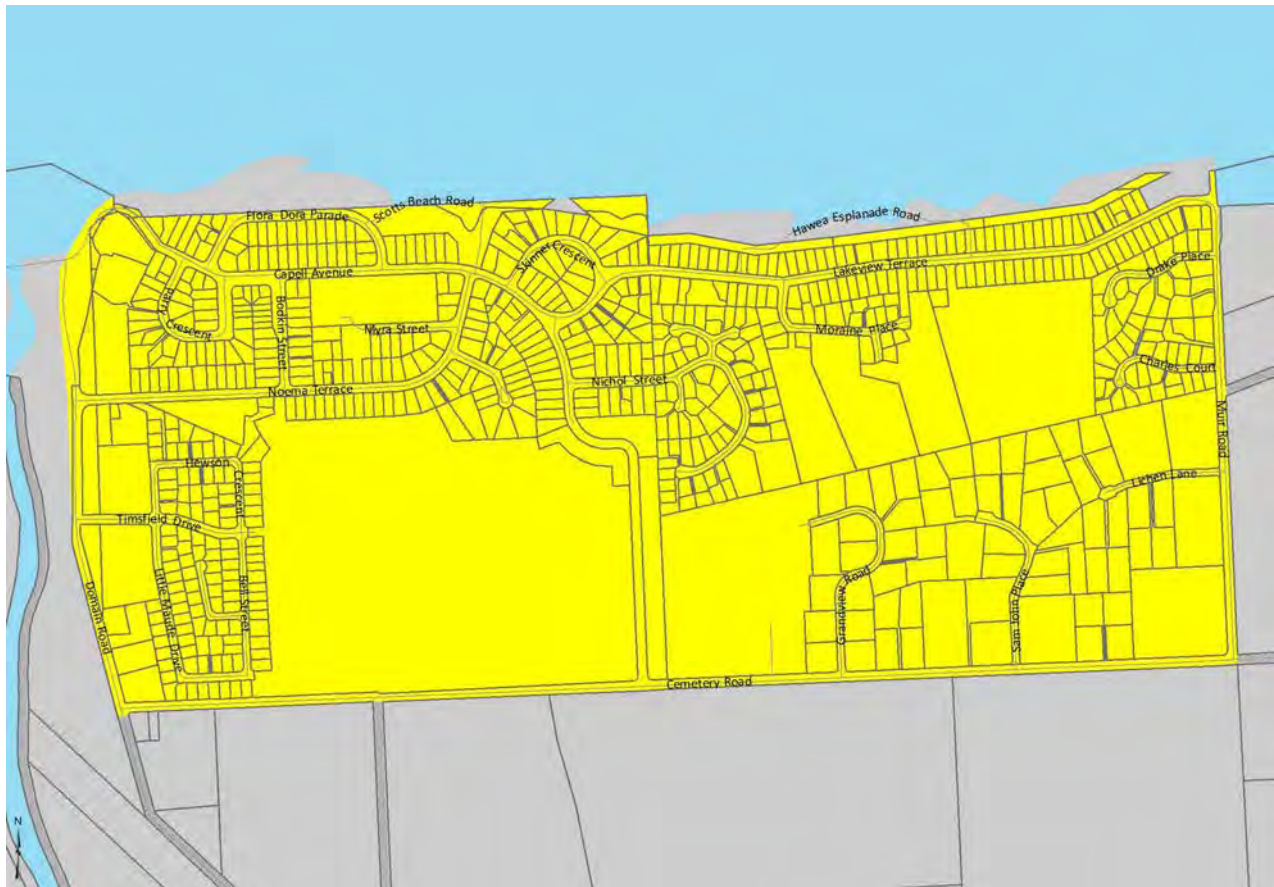 Flora Dora Parade
Scotts Beach Road
Hawea Esplanade Road
Skinner Crescent
Capell Avenue
Lakeview Terrace
Drake Place
Parry
Crescent
Bodkin Street
Myra Street
Moraine Place
Charles Court
Nichol Street
Noema Terrace
Muir Road
Hewson
Crescent
Lichen Lane
Timsfield Drive
Little Maude Drive
Bell Street
Domain Road
Grandview Road
Sam John Place
Cemetery Road
N